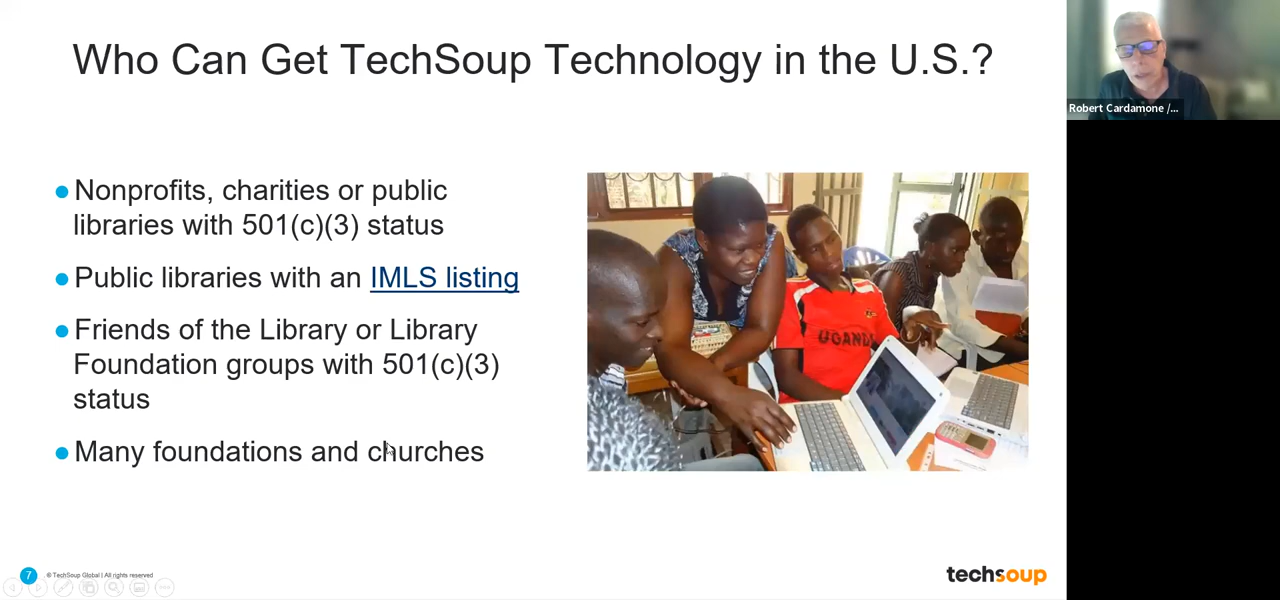 Who Can Get TechSoup Technology in the U.S.?
Robert Cardamone /...
● Nonprofits, charities or public
libraries with 501(c)(3) status
● Public libraries with an IMLS listing
● Friends of the Library or Library
Foundation groups with 501(c)(3)
status
● Many foundations and churches
UGANDA
7
© TechSoup Global | All rights reserved
techsoup